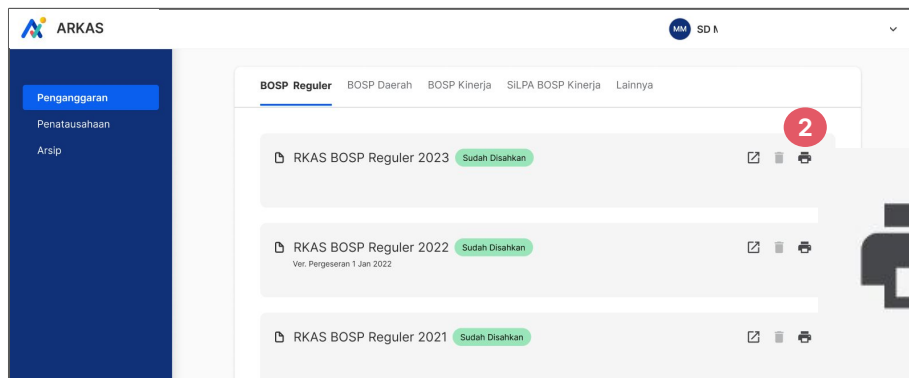 ARKAS
MM SD M
BOSP Reguler BOSP Daerah BOSP Kinerja SiLPA BOSP Kinerja Lainnya
Penganggaran
Penatausahaan
Arsip
2
RKAS BOSP Reguler 2023 Sudah Disahkan
RKAS BOSP Reguler 2022 Sudah Disahkan
Ver. Pergeseran 1 Jan 2022
RKAS BOSP Reguler 2021 Sudah Disahkan